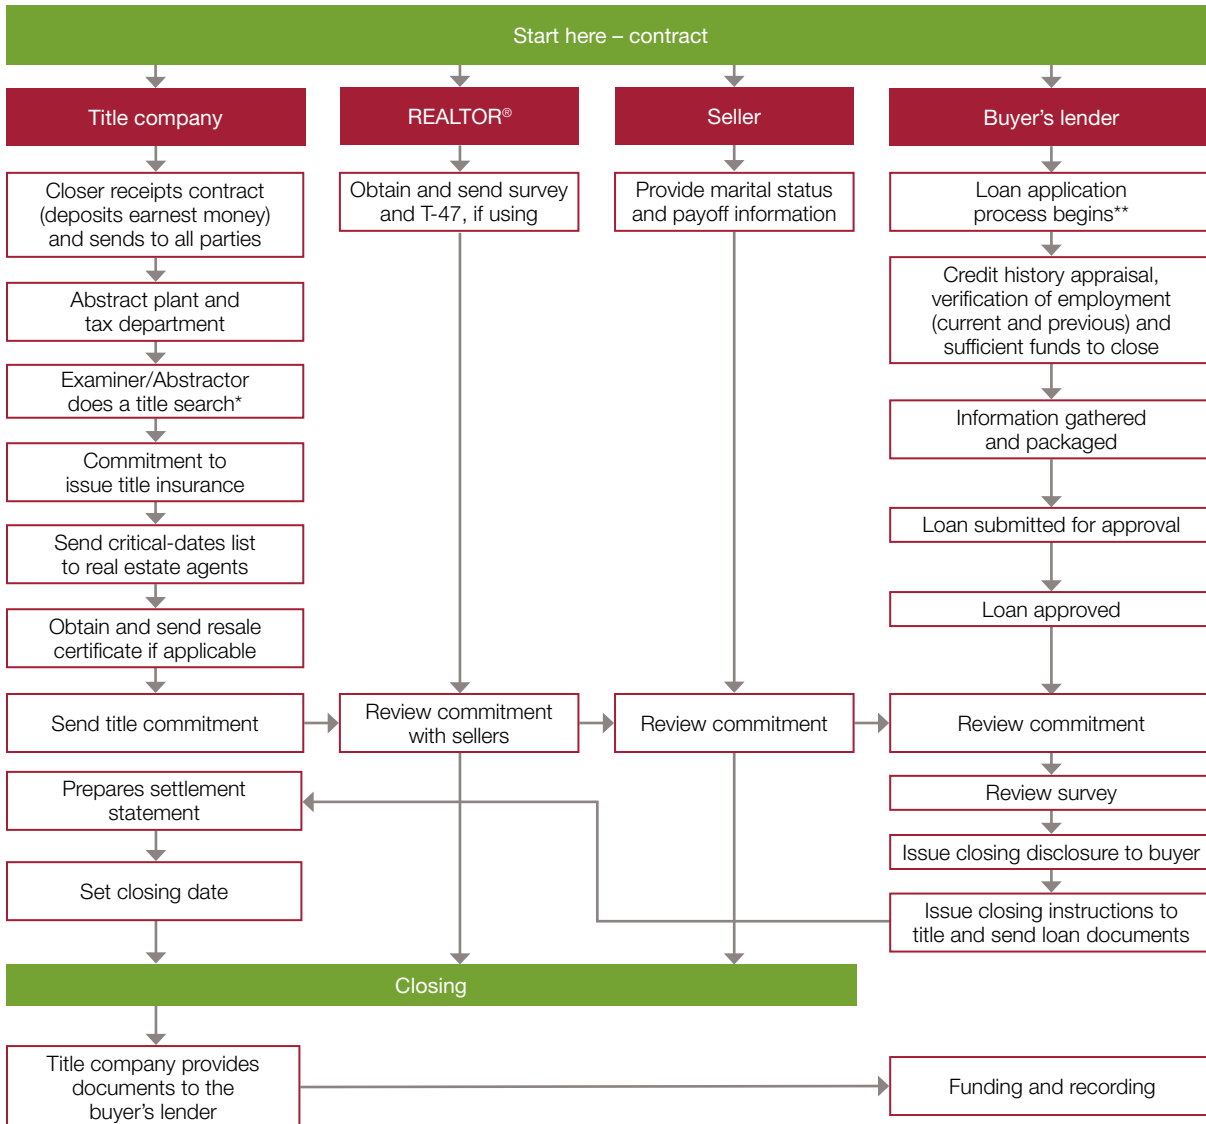 Start here – contract
Title company
REALTOR®
Seller
Buyer's lender
Closer receipts contract
(deposits earnest money)
and sends to all parties
Obtain and send survey
and T-47, if using
Provide marital status
and payoff information
Loan application
process begins**
Abstract plant and
tax department
Credit history appraisal,
verification of employment
(current and previous) and
sufficient funds to close
Examiner/Abstractor
does a title search*
Information gathered
and packaged
Commitment to
issue title insurance
Send critical-dates list
to real estate agents
Loan submitted for approval
Obtain and send resale
certificate if applicable
Loan approved
Send title commitment
Review commitment
with sellers
Review commitment
Review commitment
Prepares settlement
statement
Review survey
Issue closing disclosure to buyer
Set closing date
Issue closing instructions to
title and send loan documents
Closing
Title company provides
documents to the
buyer's lender
Funding and recording